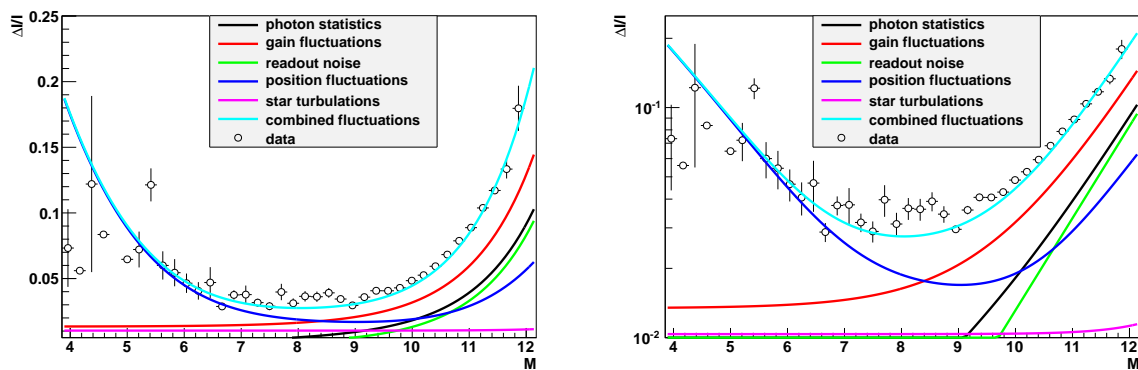 ΔI/I
0.25
0.2
0.15
0.1
0.05
4 5 6 7 8 9 10 11 12
M
photon statistics
gain fluctuations
readout noise
position fluctuations
star turbulations
combined fluctuations
data
ΔI/I
10⁻¹
10⁻²
4 5 6 7 8 9 10 11 12
M
photon statistics
gain fluctuations
readout noise
position fluctuations
star turbulations
combined fluctuations
data